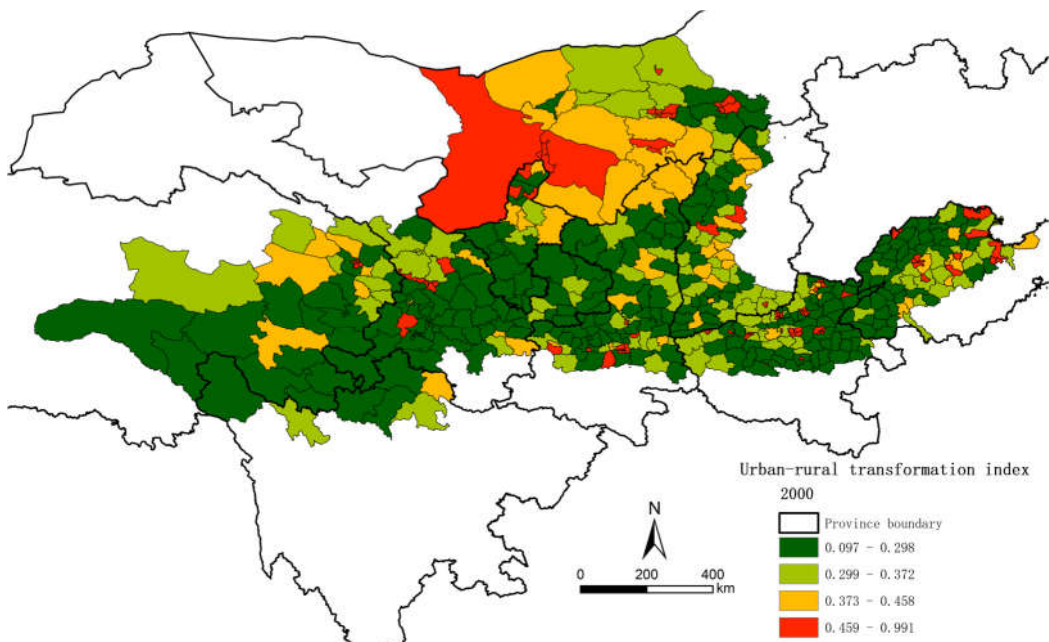 Urban-rural transformation index
2000
Province boundary
0.097 - 0.298
0.299 - 0.372
0.373 - 0.458
0.459 - 0.991
N
0 200 400
km